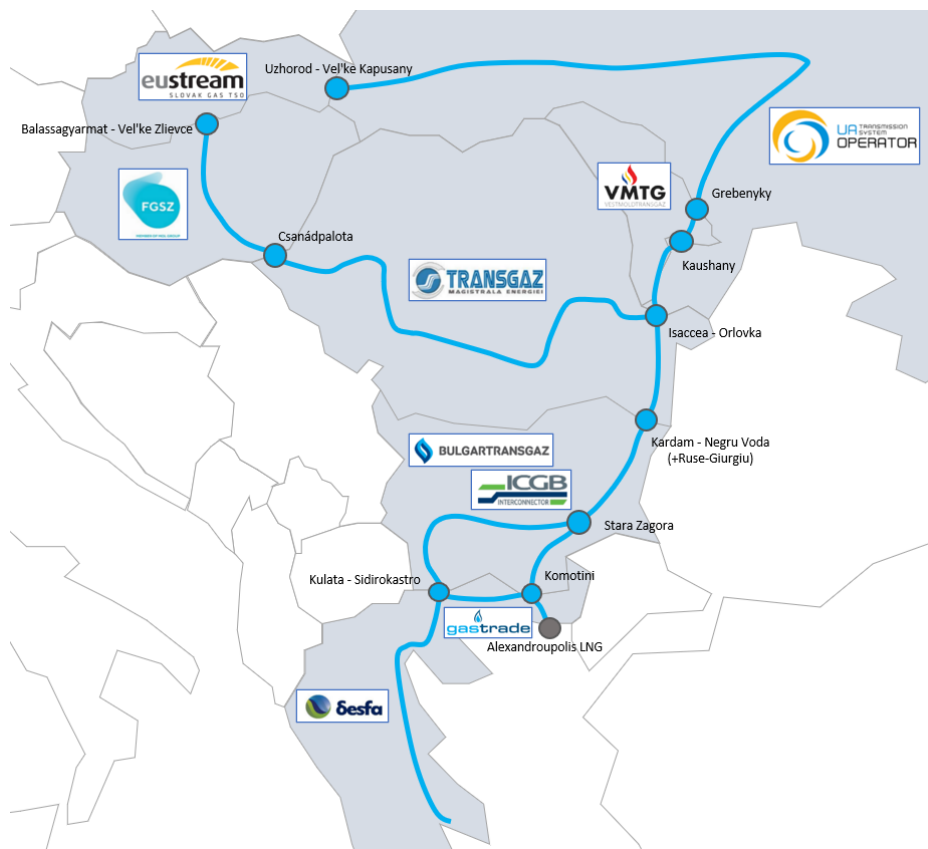 Uzhorod - Vel'ke Kapusany
eustream
SLOVAK GAS TSO
Balassagyarmat - Vel'ke Zlievce
UA TRANSMISSION
SYSTEM
OPERATOR
VMTG
VESTMOLDTRANSGAZ
FGSZ
Grebenyky
Csanádpalota
Kaushany
TRANSGAZ
MAGISTRALA ENERGIEI
Isaccea - Orlovka
Kardam - Negru Voda
(+Ruse-Giurgiu)
BULGARTRANSGAZ
ICGB
INTERCONNECTOR
Stara Zagora
Kulata - Sidirokastro
Komotini
gastrade
Alexandroupolis LNG
δesfa